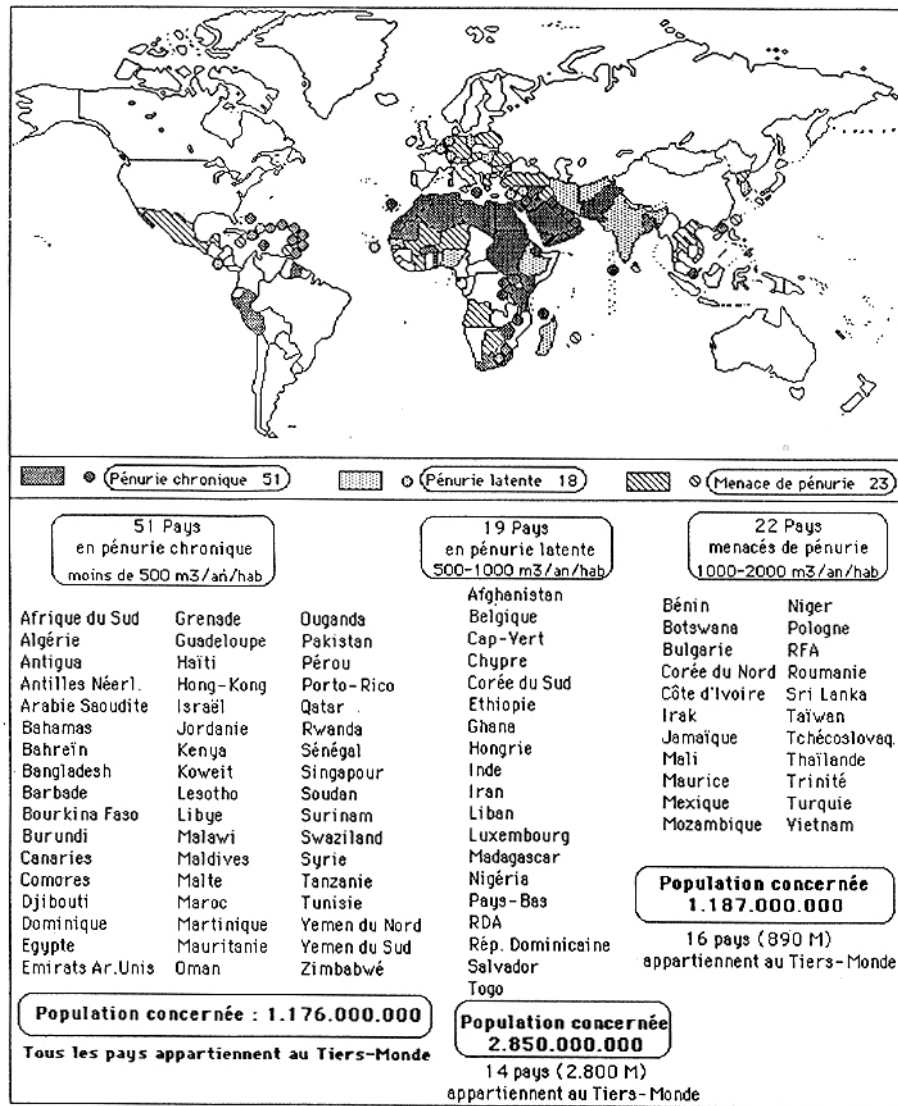 Pénurie chronique 51
Pénurie latente 18
Menace de pénurie 23
51 Pays
en pénurie chronique
moins de 500 m3/an/hab
Afrique du Sud
Algérie
Antigua
Antilles Néerl.
Arabie Saoudite
Bahamas
Bahreïn
Bangladesh
Barbade
Bourkina Faso
Burundi
Canaries
Comores
Djibouti
Dominique
Egypte
Emirats Ar.Unis
Grenade
Guadeloupe
Haïti
Hong-Kong
Israël
Jordanie
Kenya
Koweit
Lesotho
Libye
Malawi
Maldives
Malte
Maroc
Martinique
Mauritanie
Oman
Ouganda
Pakistan
Pérou
Porto-Rico
Qatar
Rwanda
Sénégal
Singapour
Soudan
Surinam
Swaziland
Syrie
Tanzanie
Tunisie
Yemen du Nord
Yemen du Sud
Zimbabwé
Population concernée : 1.176.000.000
Tous les pays appartiennent au Tiers-Monde
19 Pays
en pénurie latente
500-1000 m3/an/hab
Afghanistan
Belgique
Cap-Vert
Chypre
Corée du Sud
Ethiopie
Ghana
Hongrie
Inde
Iran
Liban
Luxembourg
Madagascar
Nigéria
Pays-Bas
RDA
Rép. Dominicaine
Salvador
Togo
Population concernée
2.850.000.000
14 pays (2.800 M)
appartiennent au Tiers-Monde
22 Pays
menacés de pénurie
1000-2000 m3/an/hab
Bénin
Botswana
Bulgarie
Corée du Nord
Côte d'Ivoire
Irak
Jamaïque
Mali
Maurice
Mexique
Mozambique
Niger
Pologne
RFA
Roumanie
Sri Lanka
Taïwan
Tchécoslovaq.
Thaïlande
Trinité
Turquie
Vietnam
Population concernée
1.187.000.000
16 pays (890 M)
appartiennent au Tiers-Monde